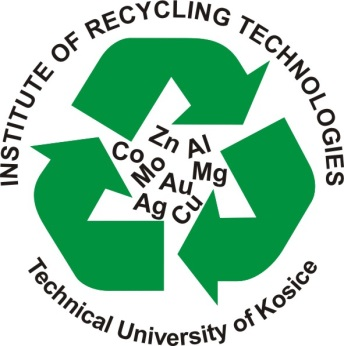 INSTITUTE OF RECYCLING TECHNOLOGIES
Zn Al
Co Mo Au Mg
Ag Cu
Technical University of Kosice